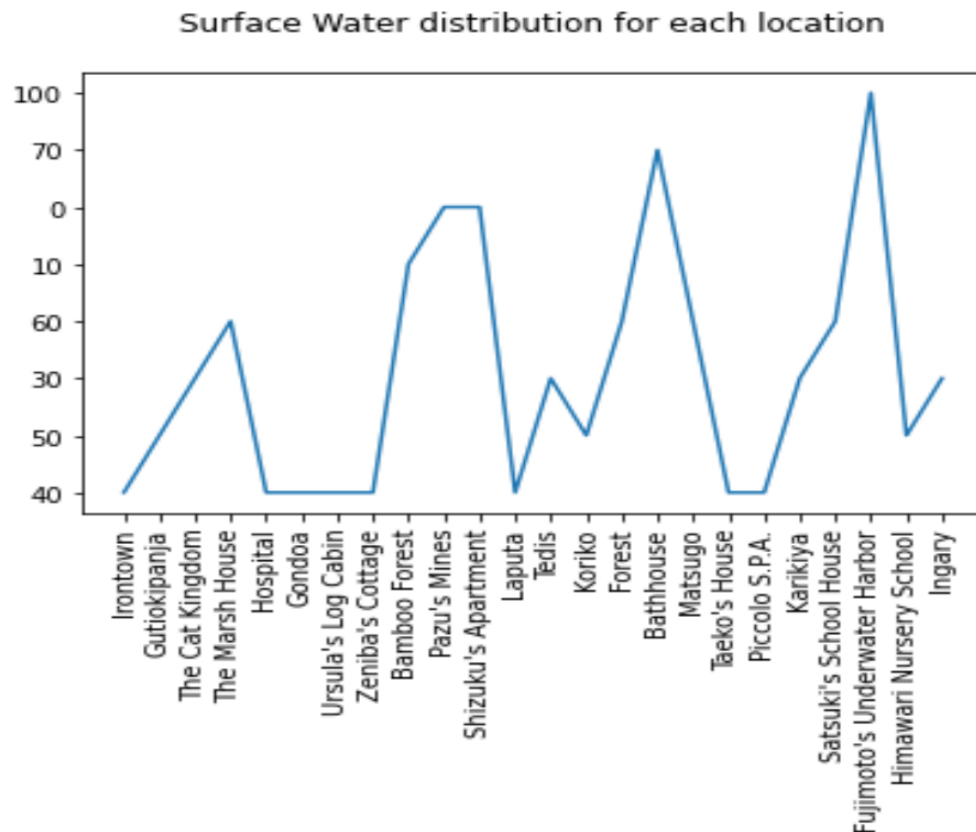 Surface Water distribution for each location
100
70
0
10
60
30
50
40
Irontown
Gutiokipanja
The Cat Kingdom
The Marsh House
Hospital
Gondoa
Ursula's Log Cabin
Zeniba's Cottage
Bamboo Forest
Pazu's Mines
Shizuku's Apartment
Laputa
Tedis
Koriko
Forest
Bathhouse
Matsugo
Taeko's House
Piccolo S.P.A.
Karikiya
Satsuki's School House
Fujimoto's Underwater Harbor
Himawari Nursery School
Ingary